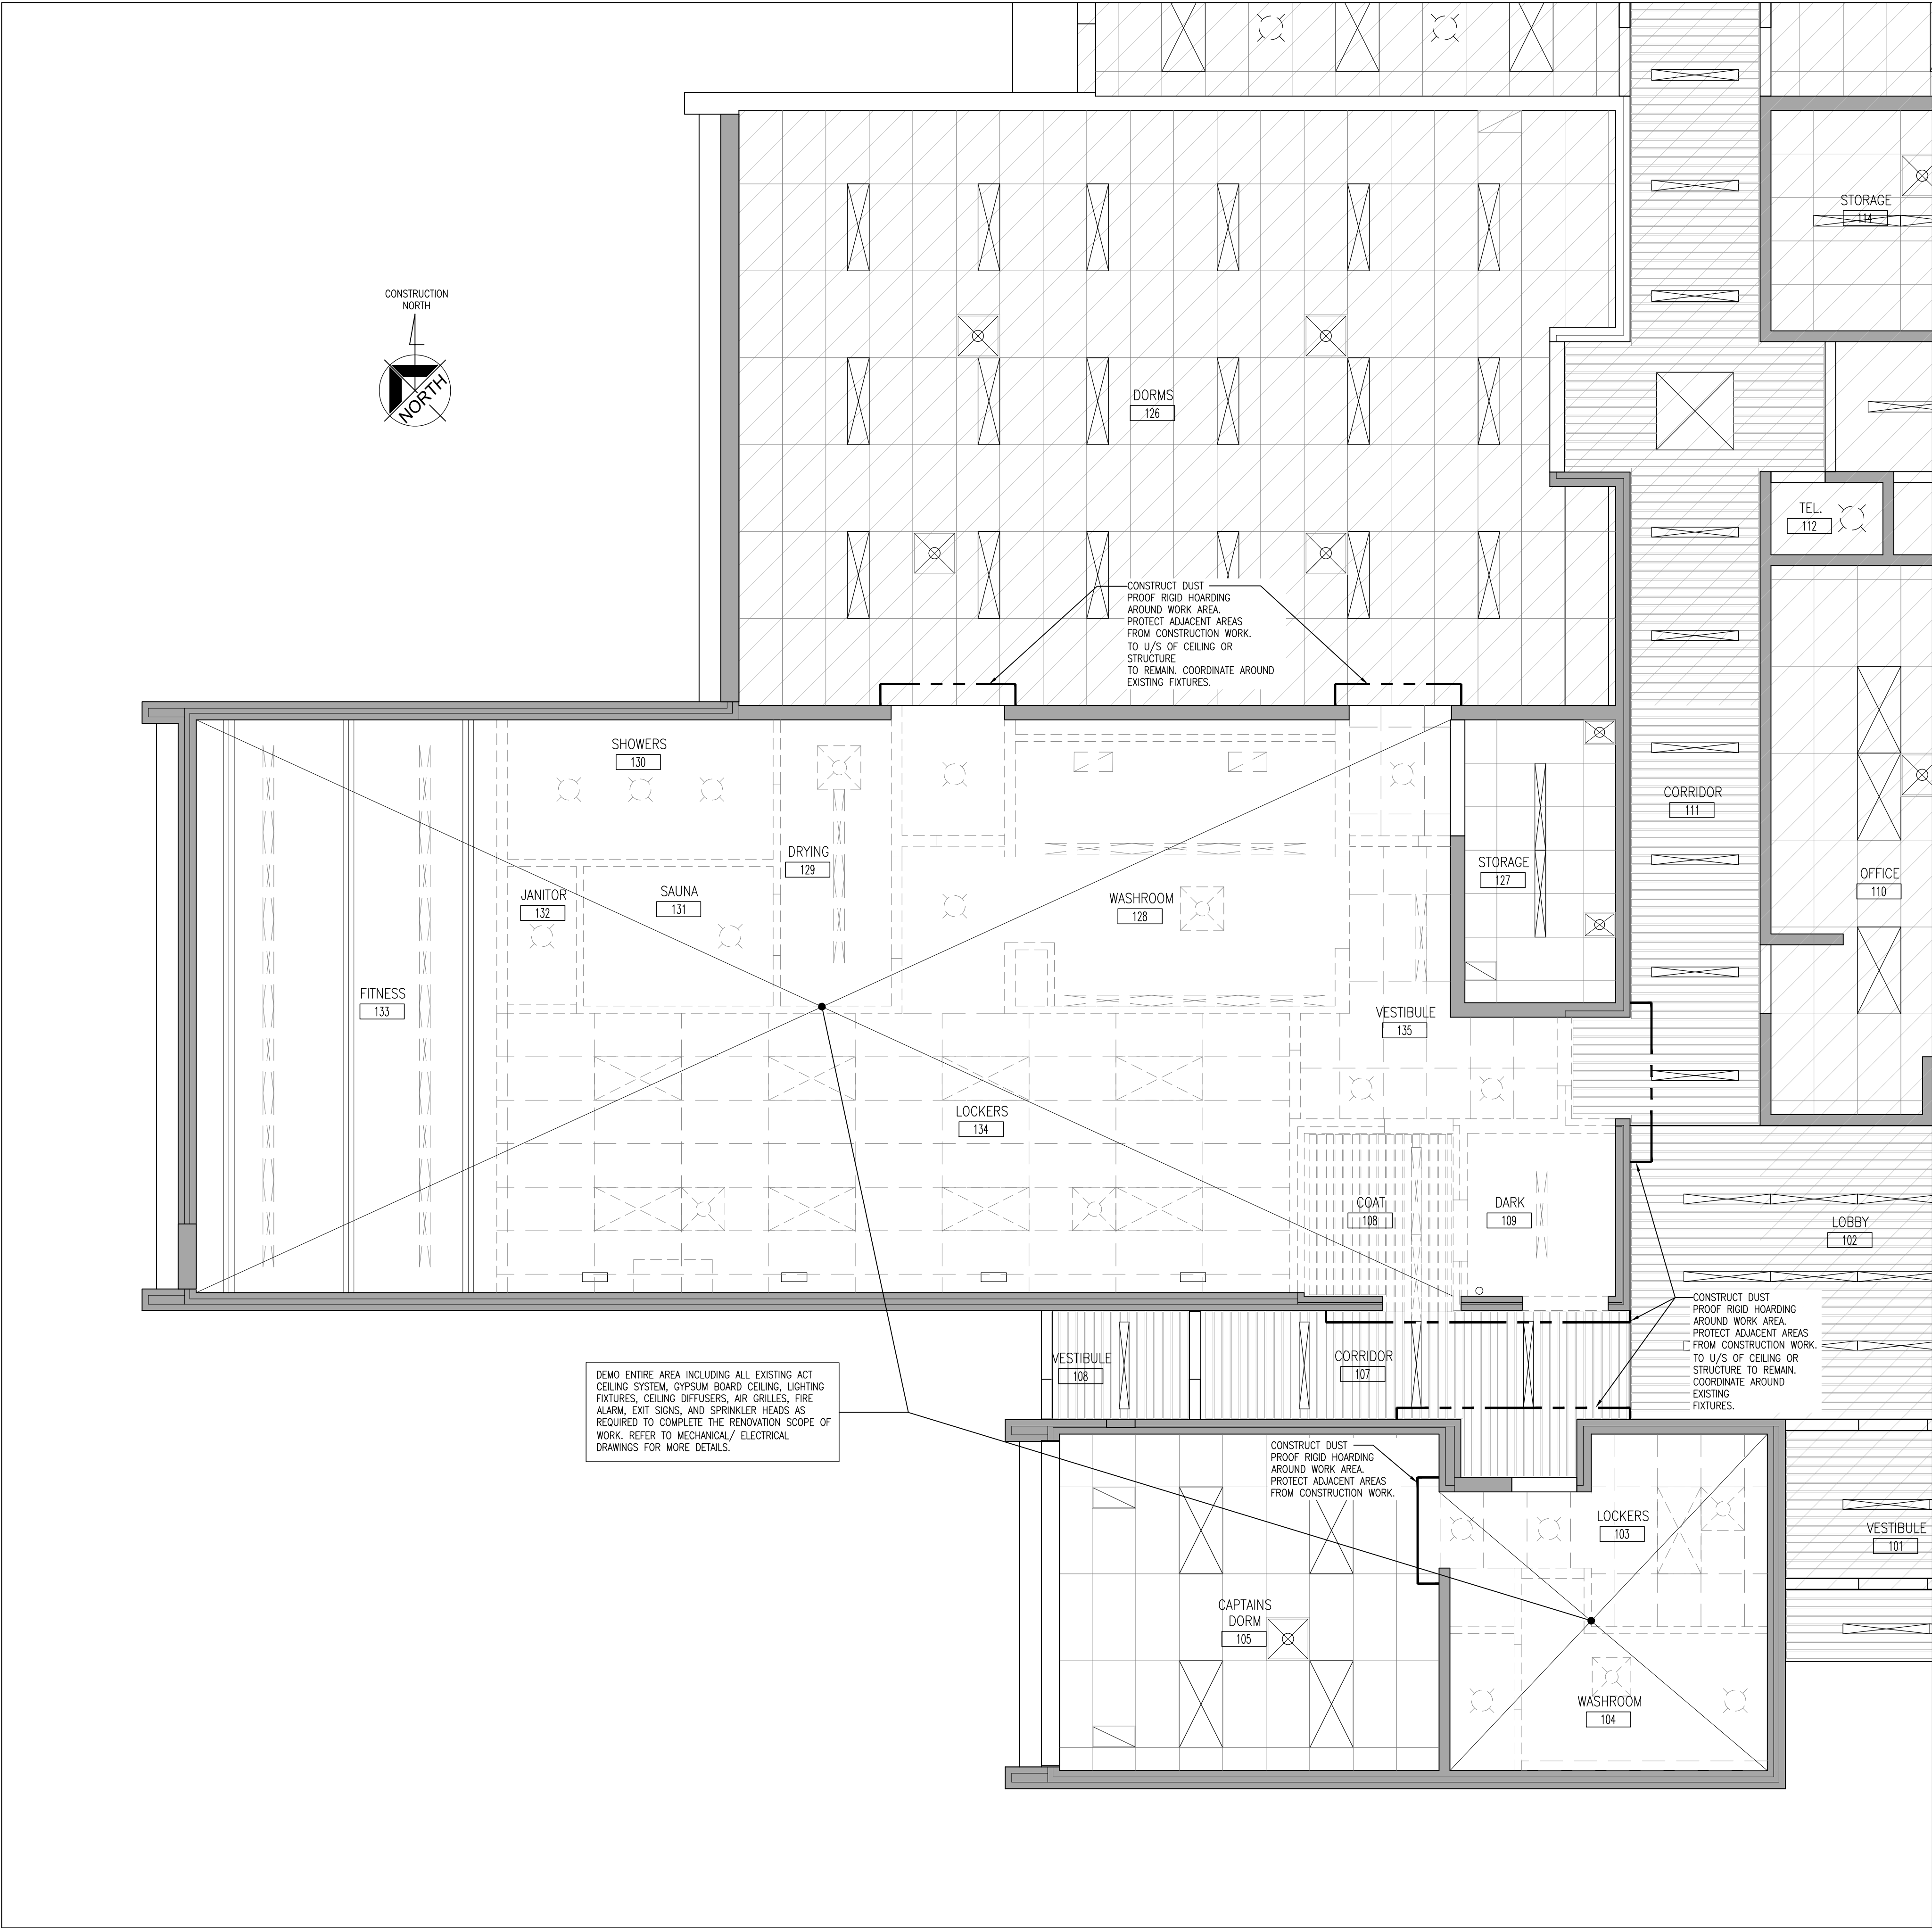 CONSTRUCTION
NORTH
NORTH
STORAGE
114
DORMS
126
TEL.
112
CONSTRUCT DUST
PROOF RIGID HOARDING
AROUND WORK AREA.
PROTECT ADJACENT AREAS
FROM CONSTRUCTION WORK.
TO U/S OF CEILING OR
STRUCTURE
TO REMAIN. COORDINATE AROUND
EXISTING FIXTURES.
SHOWERS
130
DRYING
129
JANITOR
132
SAUNA
131
WASHROOM
128
STORAGE
127
CORRIDOR
111
OFFICE
110
FITNESS
133
VESTIBULE
135
LOCKERS
134
COAT
108
DARK
109
LOBBY
102
CONSTRUCT DUST
PROOF RIGID HOARDING
AROUND WORK AREA.
PROTECT ADJACENT AREAS
FROM CONSTRUCTION WORK.
TO U/S OF CEILING OR
STRUCTURE TO REMAIN.
COORDINATE AROUND
EXISTING
FIXTURES.
VESTIBULE
108
CORRIDOR
107
DEMO ENTIRE AREA INCLUDING ALL EXISTING ACT
CEILING SYSTEM, GYPSUM BOARD CEILING, LIGHTING
FIXTURES, CEILING DIFFUSERS, AIR GRILLES, FIRE
ALARM, EXIT SIGNS, AND SPRINKLER HEADS AS
REQUIRED TO COMPLETE THE RENOVATION SCOPE OF
WORK. REFER TO MECHANICAL/ ELECTRICAL
DRAWINGS FOR MORE DETAILS.
CONSTRUCT DUST
PROOF RIGID HOARDING
AROUND WORK AREA.
PROTECT ADJACENT AREAS
FROM CONSTRUCTION WORK.
LOCKERS
103
VESTIBULE
101
CAPTAINS
DORM
105
WASHROOM
104